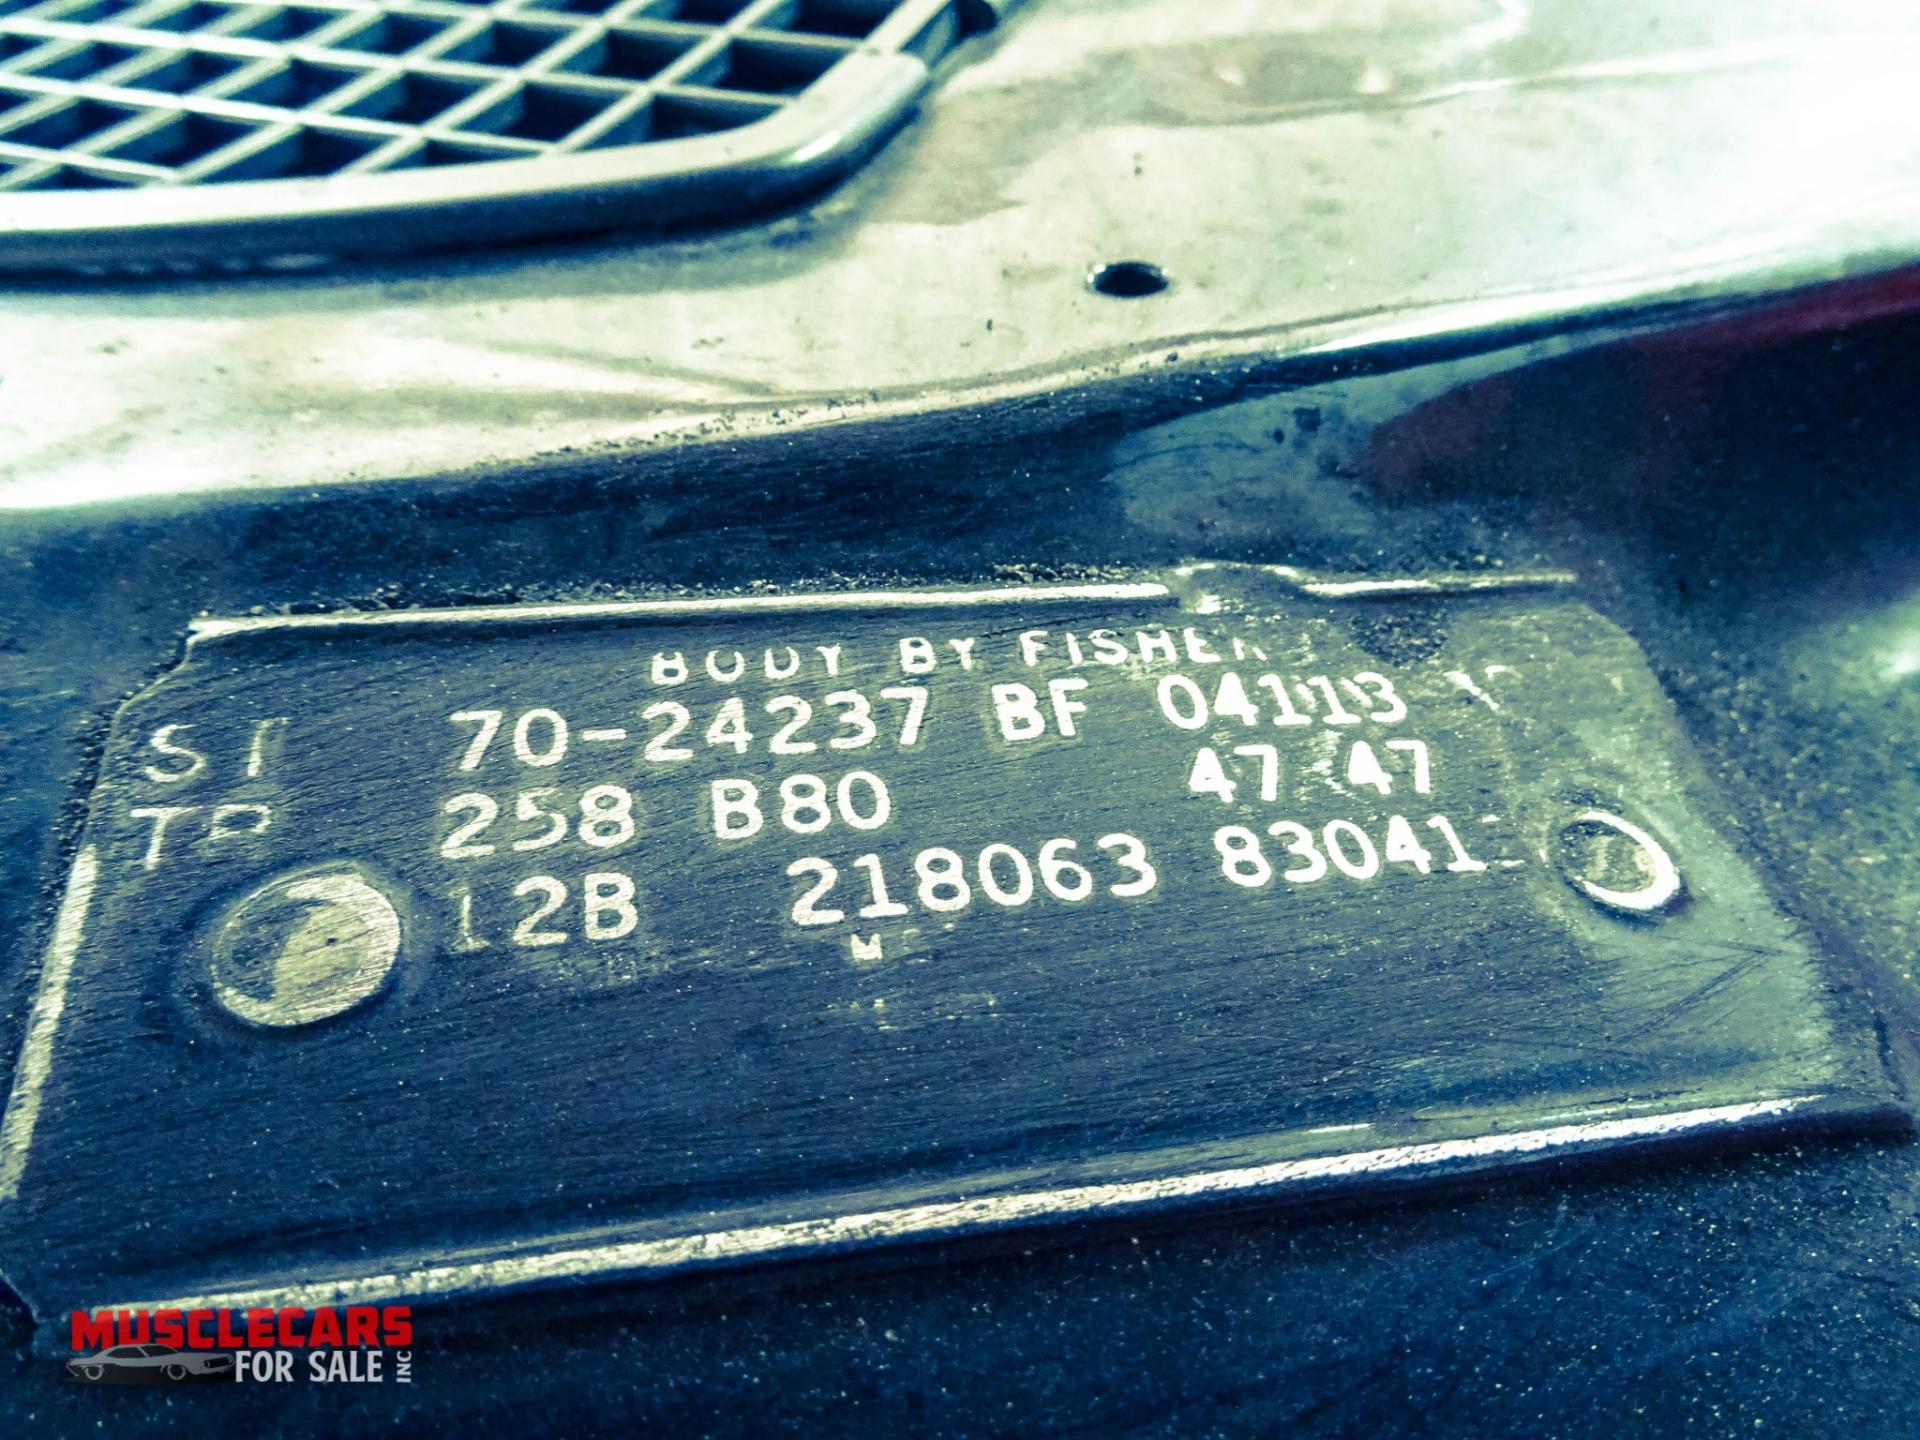 BODY BY FISHER
ST 70-24237 BF 04113
TR 258 B80 47 47
12B 218063 83041
MUSCLECARS
FOR SALE INC